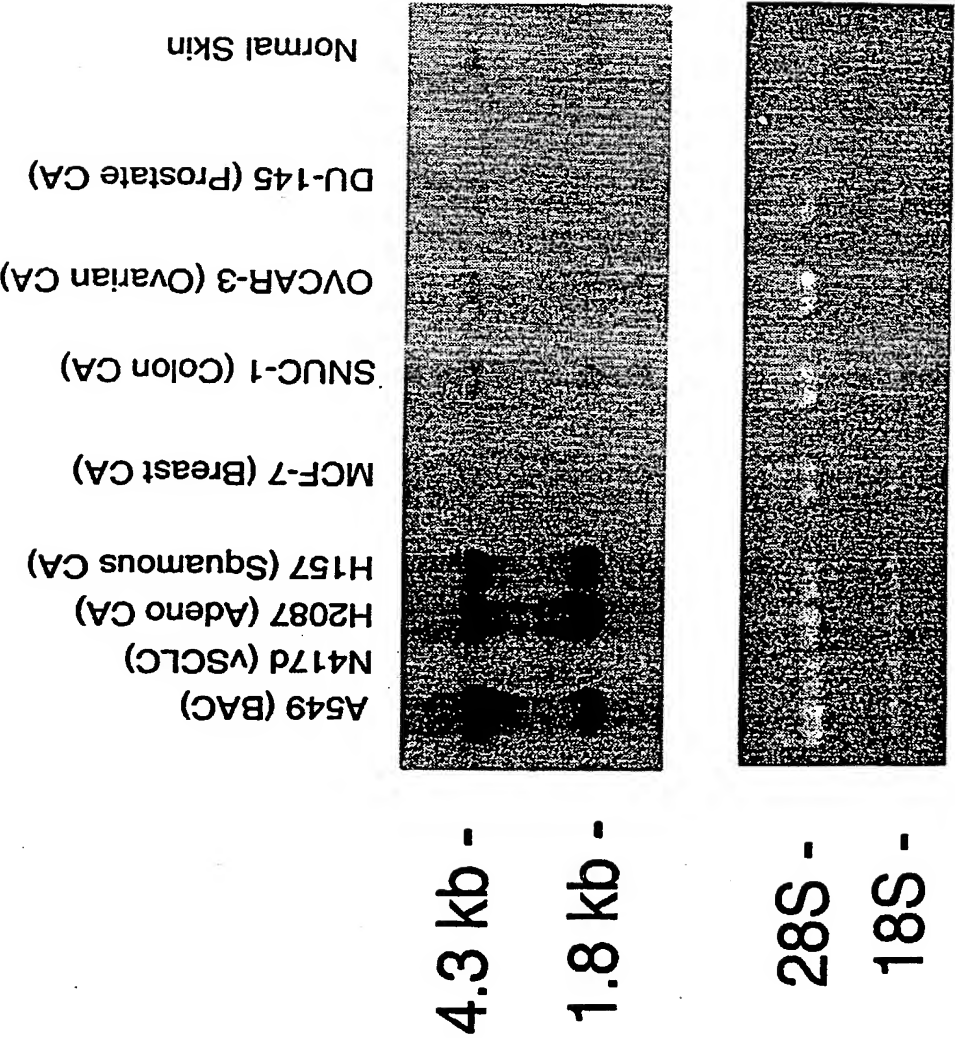 Normal Skin
DU-145 (Prostate CA)
OVCAR-3 (Ovarian CA)
SNUC-1 (Colon CA)
MCF-7 (Breast CA)
H157 (Squamous CA)
H2087 (Adeno CA)
N417d (vSCLC)
A549 (BAC)
4.3 kb -
1.8 kb -
28S -
18S -